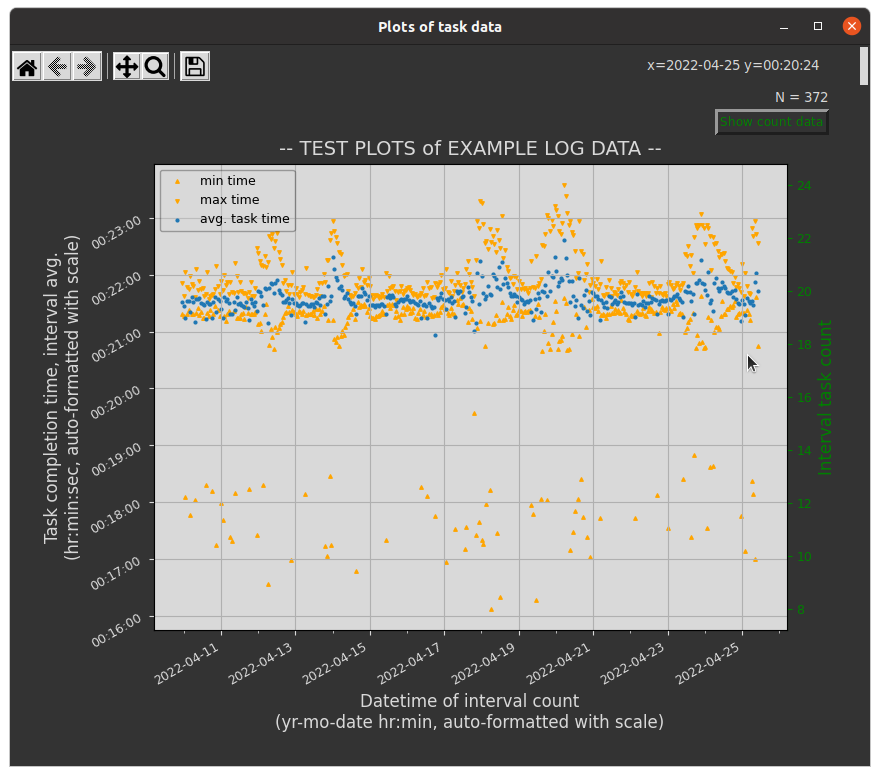 Plots of task data
x=2022-04-25 y=00:20:24
N = 372
Show count data
-- TEST PLOTS of EXAMPLE LOG DATA --
min time
max time
avg. task time
00:23:00
00:22:00
00:21:00
00:20:00
00:19:00
00:18:00
00:17:00
00:16:00
Task completion time, interval avg.
(hr:min:sec, auto-formatted with scale)
24
22
20
18
16
14
12
10
8
Interval task count
2022-04-11
2022-04-13
2022-04-15
2022-04-17
2022-04-19
2022-04-21
2022-04-23
2022-04-25
Datetime of interval count
(yr-mo-date hr:min, auto-formatted with scale)